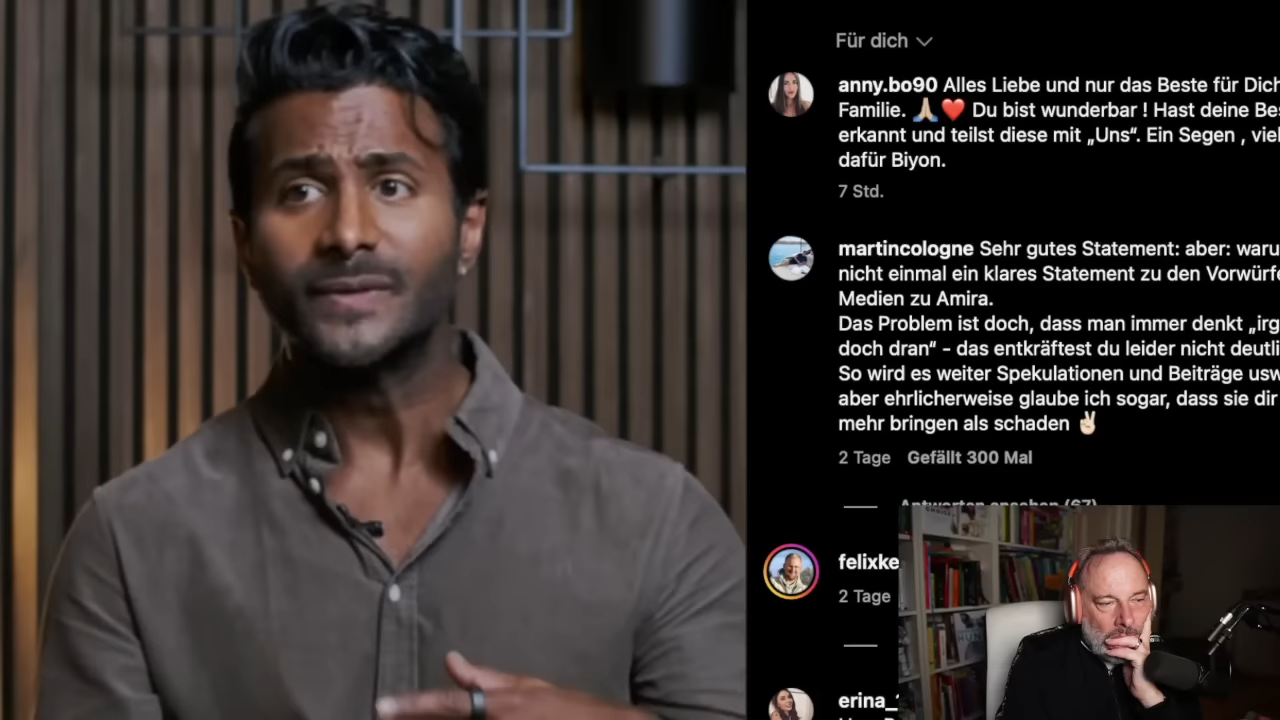 Für dich
anny.bo90 Alles Liebe und nur das Beste für Dich
Familie. 🙏🏼❤️ Du bist wunderbar ! Hast deine
erkannt und teilst diese mit „Uns“. Ein Segen ,
dafür Biyon.
7 Std.
martincologne Sehr gutes Statement: aber:
nicht einmal ein klares Statement zu den
Medien zu Amira.
Das Problem ist doch, dass man immer denkt
doch dran“ - das entkräftest du leider nicht
So wird es weiter Spekulationen und Beiträge
aber ehrlicherweise glaube ich sogar, dass sie dir
mehr bringen als schaden ✌🏻
2 Tage Gefällt 300 Mal
Antworten ansehen (67)
2 Tage